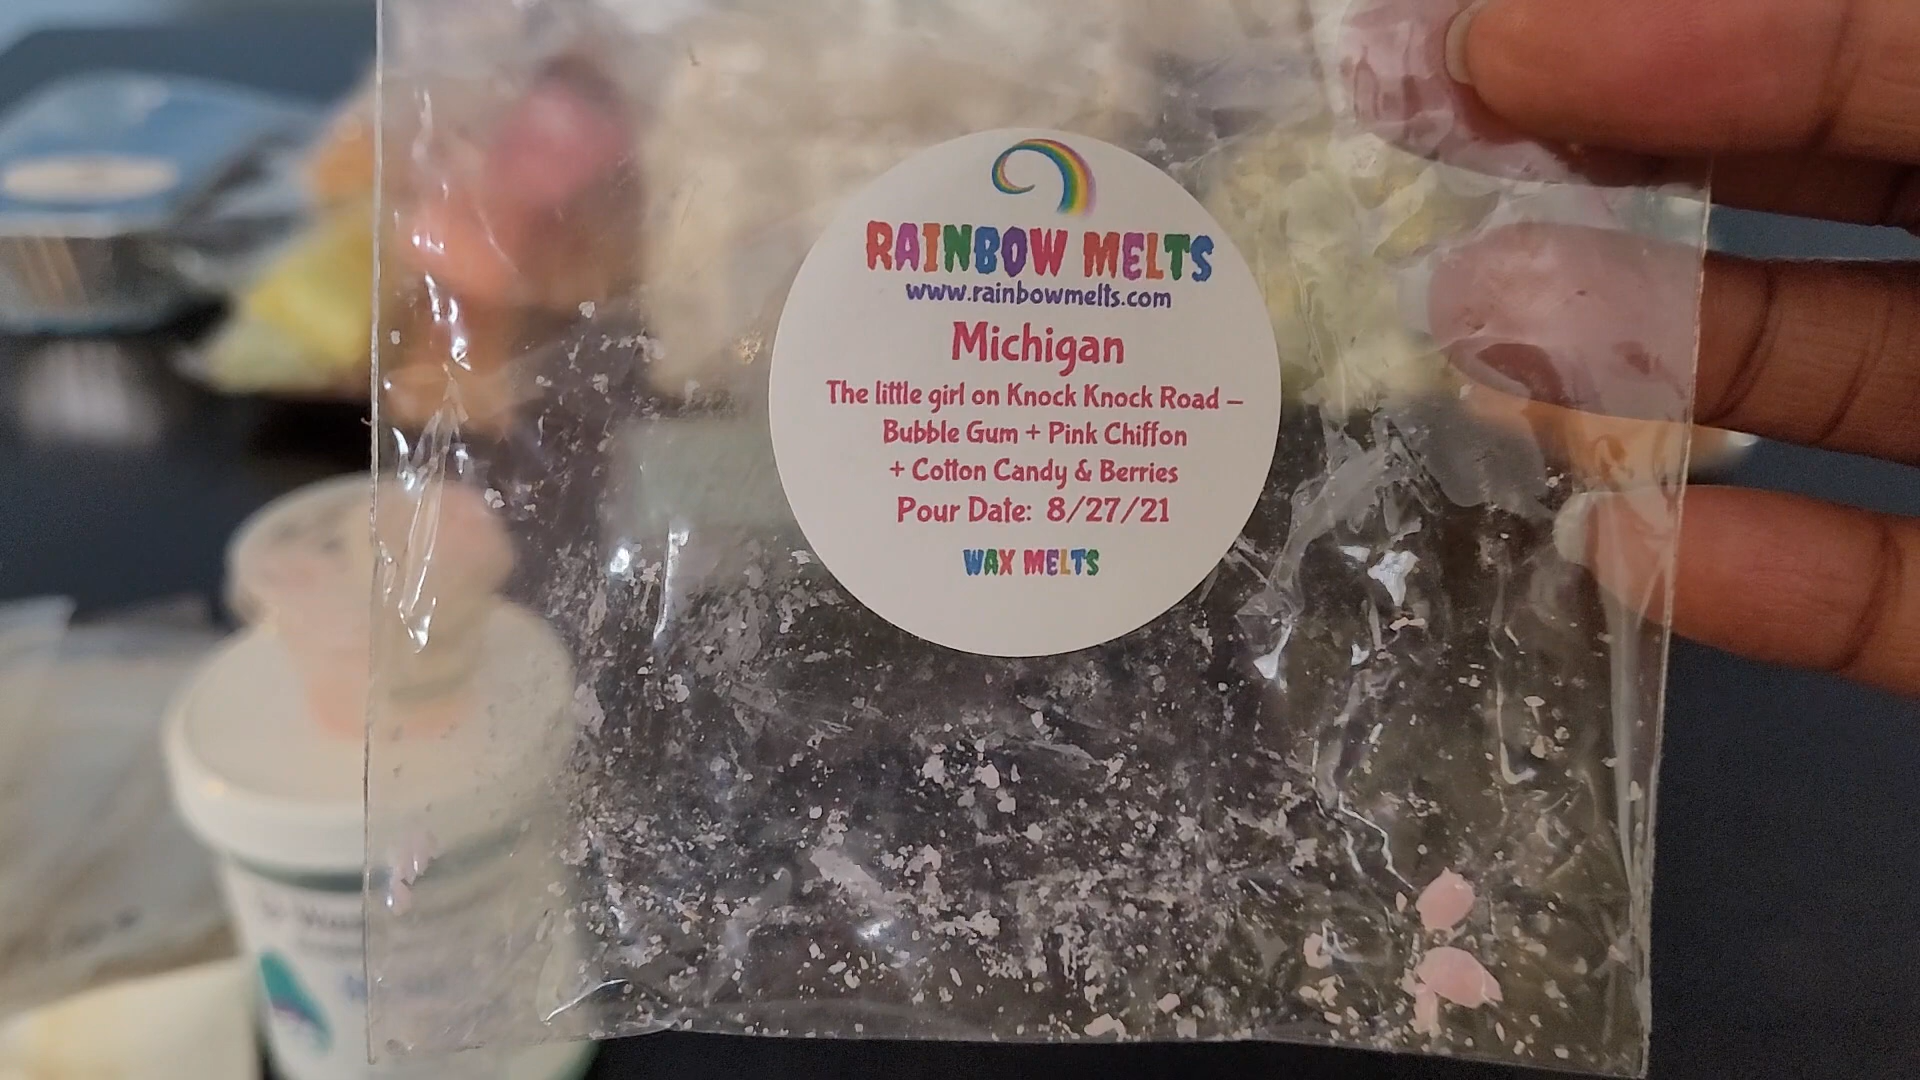 RAINBOW MELTS
www.rainbowmelts.com
Michigan
The little girl on Knock Knock Road –
Bubble Gum + Pink Chiffon
+ Cotton Candy & Berries
Pour Date: 8/27/21
WAX MELTS